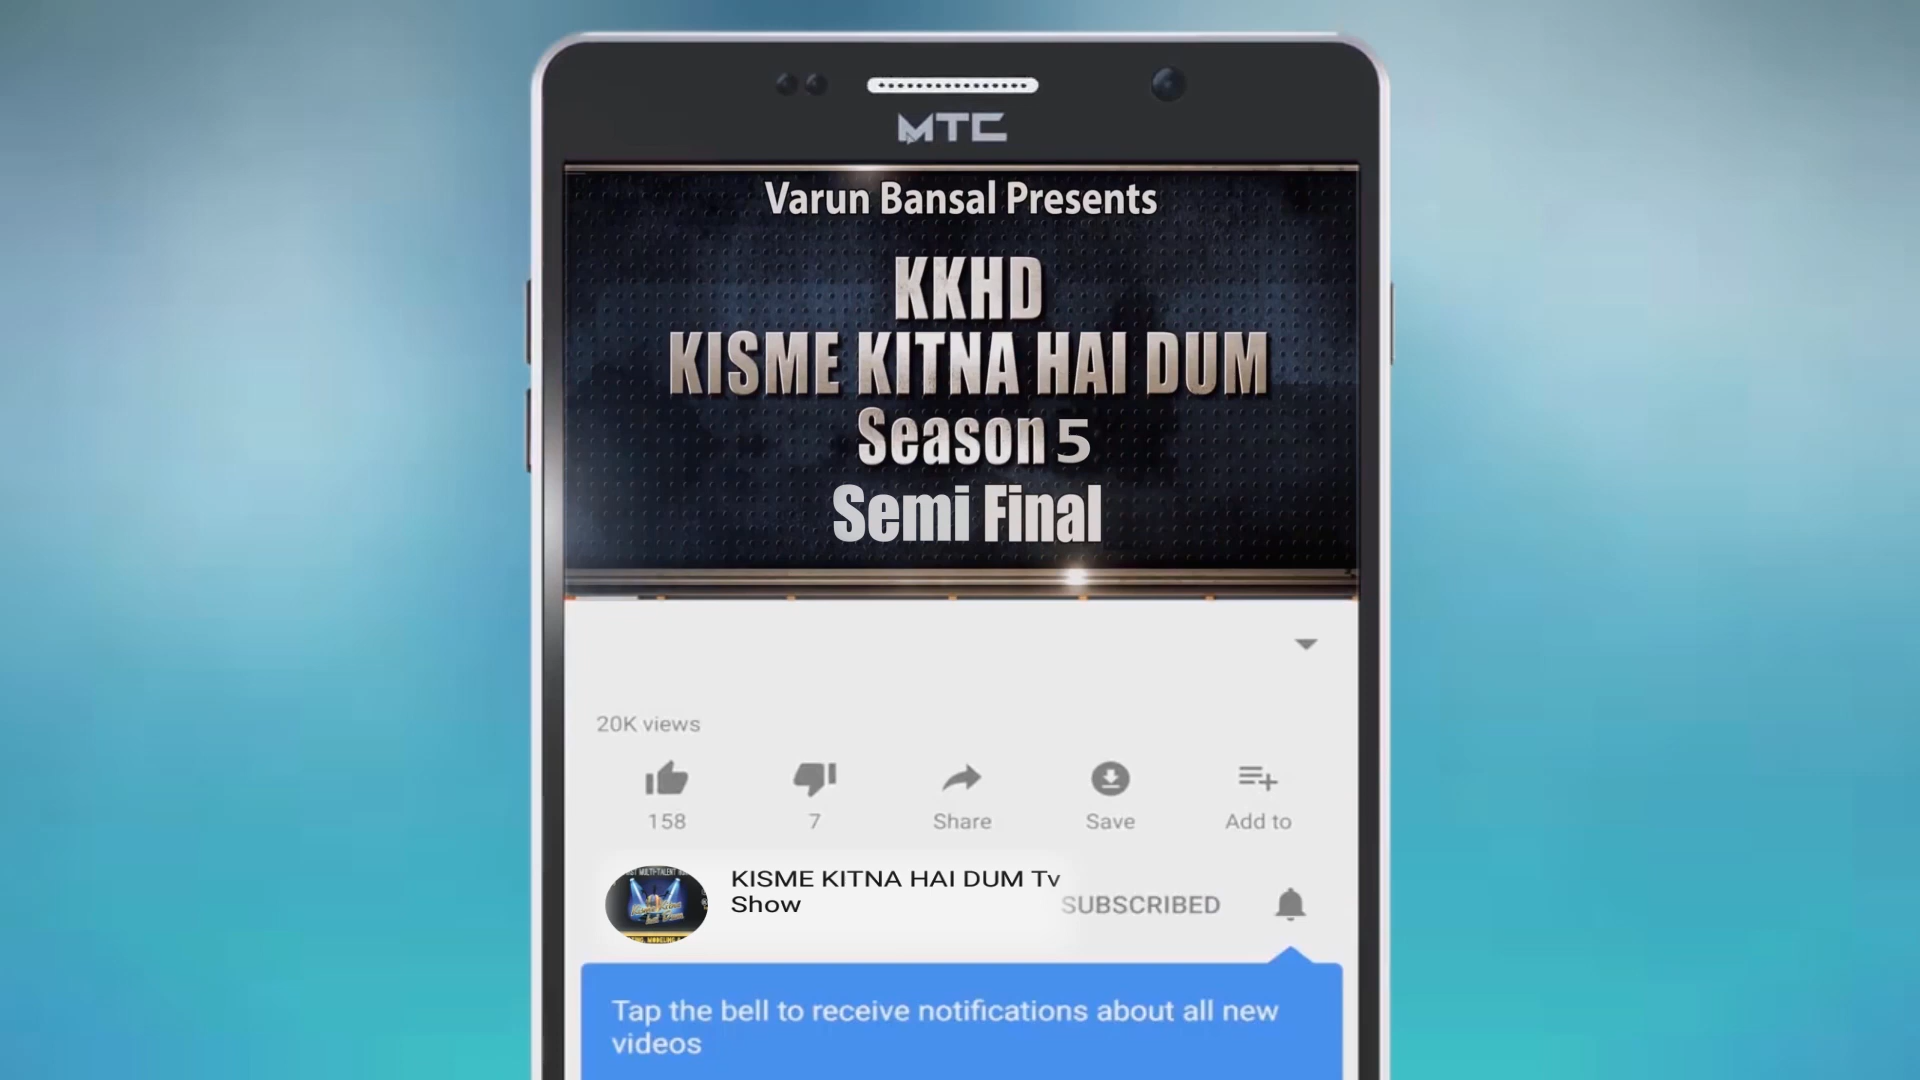 MTC
Varun Bansal Presents
KKHD
KISME KITNA HAI DUM
Season 5
Semi Final
20K views
158
7
Share
Save
Add to
KISME KITNA HAI DUM Tv
Show
SUBSCRIBED
Tap the bell to receive notifications about all new
videos